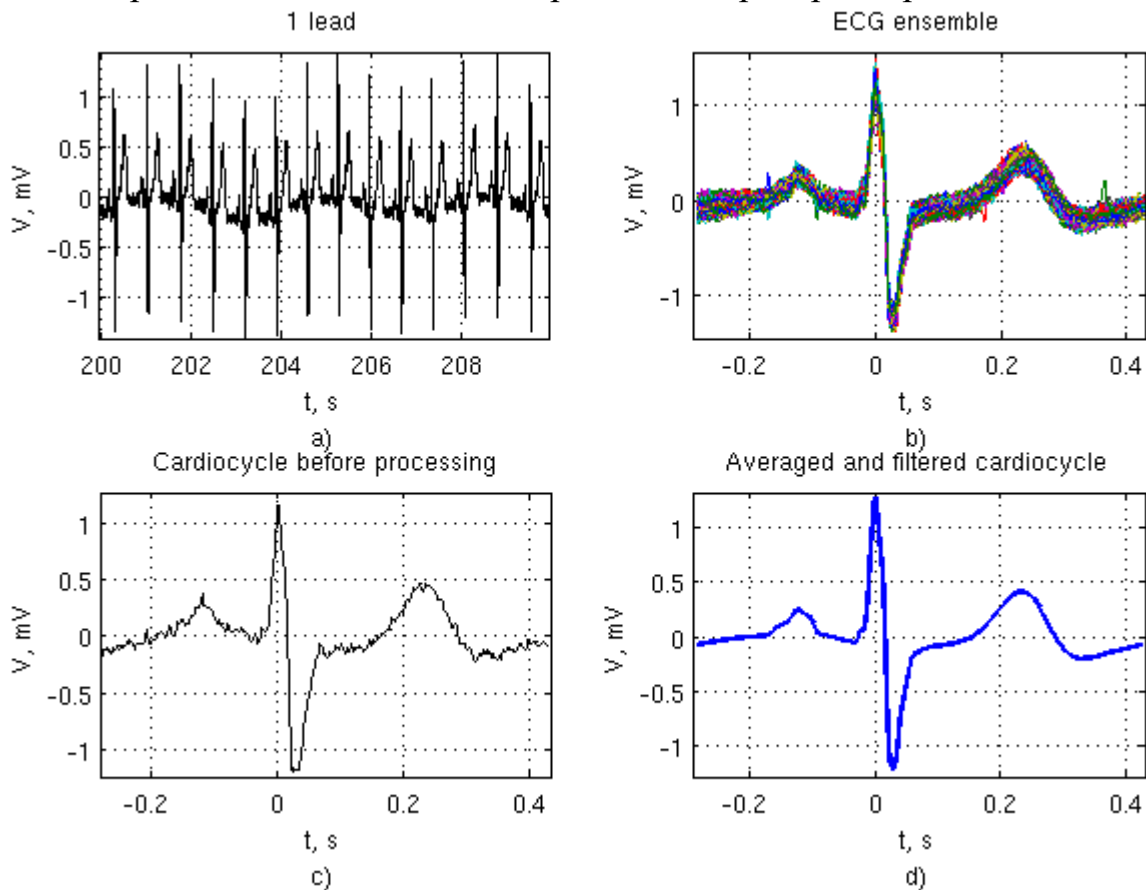 1 lead
ECG ensemble
V, mV
1
0.5
0
-0.5
-1
200
202
204
206
208
t, s
a)
V, mV
1
0
-1
-0.2
0
0.2
0.4
t, s
b)
Cardiocycle before processing
Averaged and filtered cardiocycle
V, mV
1
0.5
0
-0.5
-1
-0.2
0
0.2
0.4
t, s
c)
V, mV
1
0.5
0
-0.5
-1
-0.2
0
0.2
0.4
t, s
d)